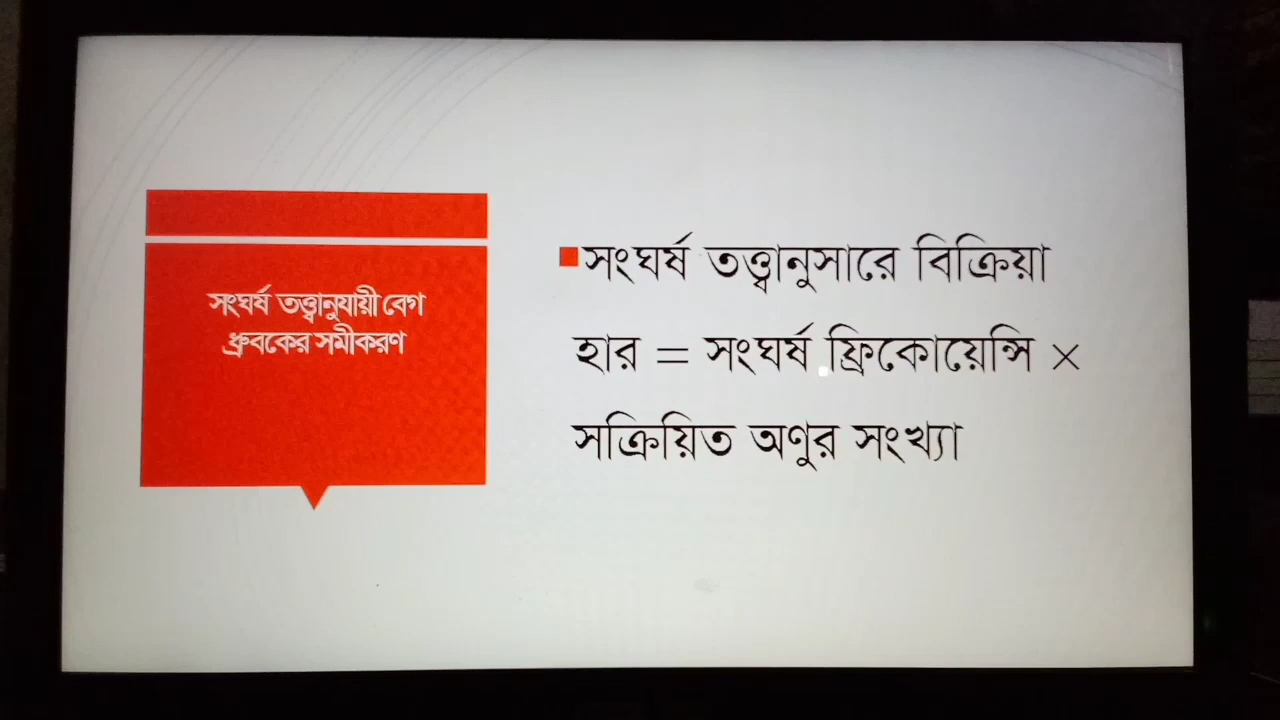 সংঘর্ষ তত্ত্বানুযায়ী বেগ
ধ্রুবকের সমীকরণ
সংঘর্ষ তত্ত্বানুসারে বিক্রিয়া
হার = সংঘর্ষ ফ্রিকোয়েন্সি ×
সক্রিয়িত অণুর সংখ্যা